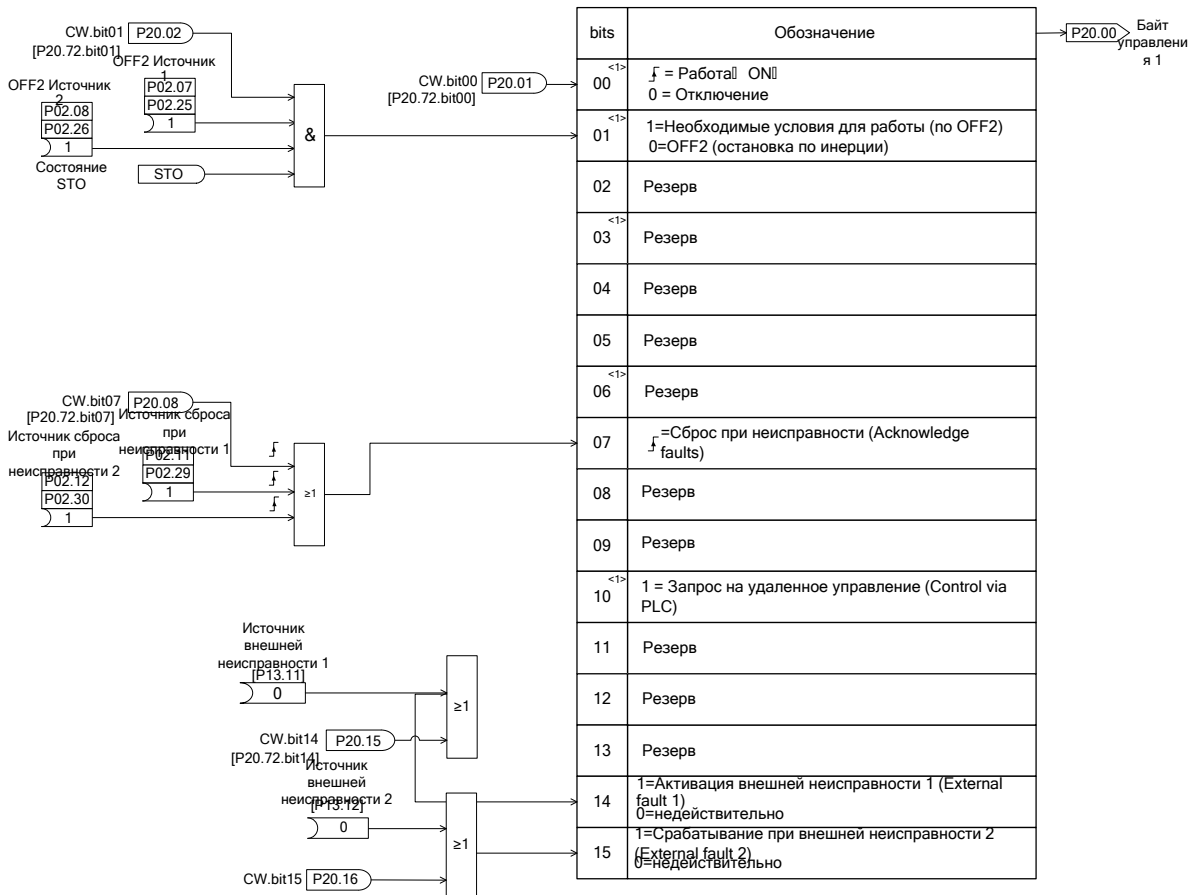 CW.bit01 P20.02
[P20.72.bit01]
OFF2 Источник
1
P02.07
P02.25
1
OFF2 Источник
2
P02.08
P02.26
1
Состояние
STO
STO
&
CW.bit00 P20.01
[P20.72.bit00]
CW.bit07 P20.08
[P20.72.bit07]
Источник сброса
при
неисправности 1
P02.11
P02.29
1
Источник сброса
при
неисправности 2
P02.12
P02.30
1
≥1
Источник
внешней
неисправности 1
[P13.11]
0
≥1
CW.bit14 P20.15
[P20.72.bit14]
Источник
внешней
неисправности 2
[P13.12]
0
≥1
CW.bit15 P20.16
bits Обозначение
00 <1> = Работа ON
0 = Отключение
01 <1> 1=Необходимые условия для работы (no OFF2)
0=OFF2 (остановка по инерции)
02 Резерв
03 <1> Резерв
04 Резерв
05 Резерв
06 <1> Резерв
07 =Сброс при неисправности (Acknowledge
faults)
08 Резерв
09 Резерв
10 <1> 1 = Запрос на удаленное управление (Control via
PLC)
11 Резерв
12 Резерв
13 Резерв
14 1=Активация внешней неисправности 1 (External
fault 1)
0=недействительно
15 1=Срабатывание при внешней неисправности 2
(External fault 2)
0=недействительно
P20.00
Байт
управлени
я 1